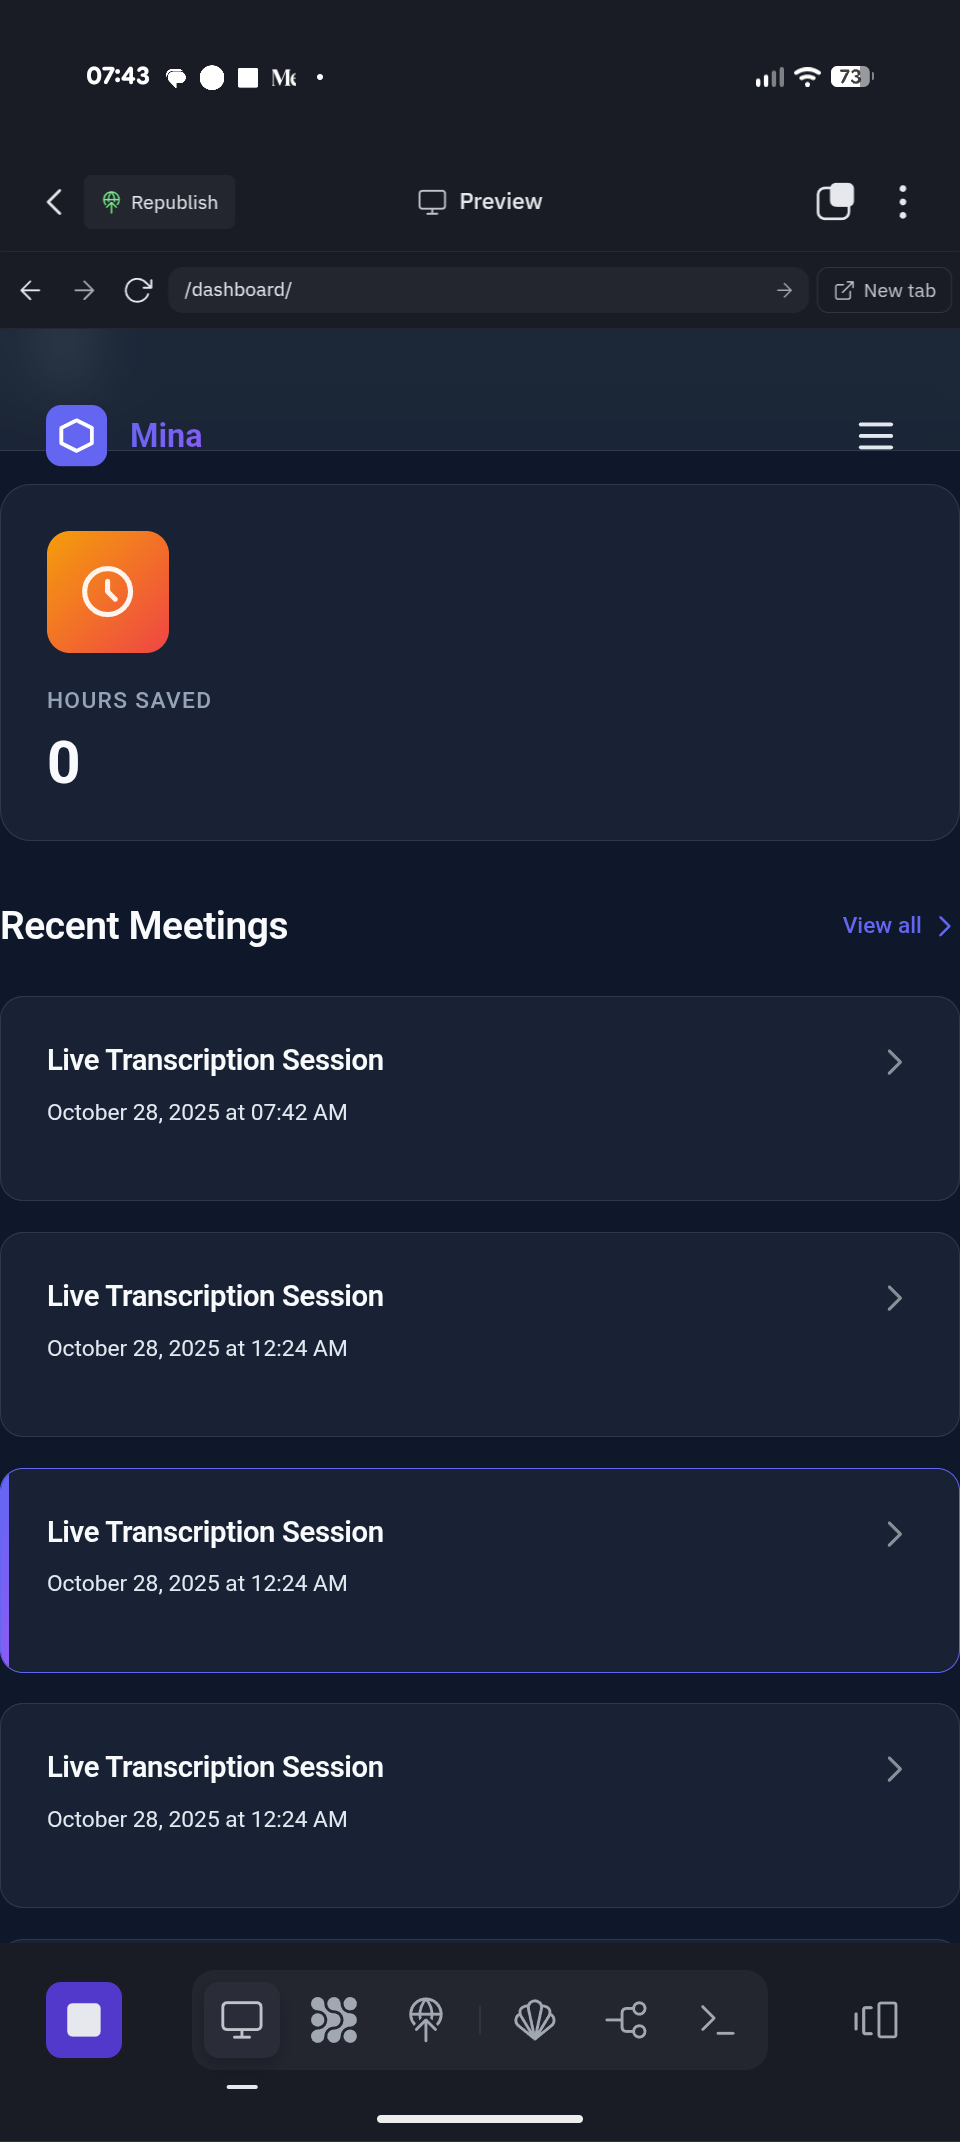 07:43
73
Republish
Preview
/dashboard/
New tab
Mina
HOURS SAVED
0
Recent Meetings
View all
Live Transcription Session
October 28, 2025 at 07:42 AM
Live Transcription Session
October 28, 2025 at 12:24 AM
Live Transcription Session
October 28, 2025 at 12:24 AM
Live Transcription Session
October 28, 2025 at 12:24 AM